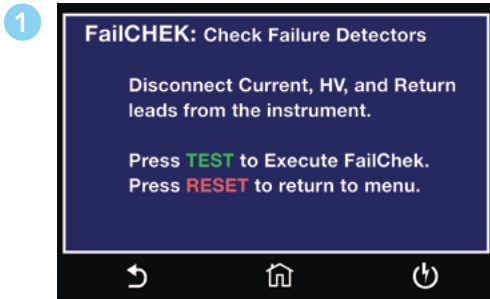 1
FailCHEK: Check Failure Detectors
Disconnect Current, HV, and Return
leads from the instrument.
Press TEST to Execute FailChek.
Press RESET to return to menu.